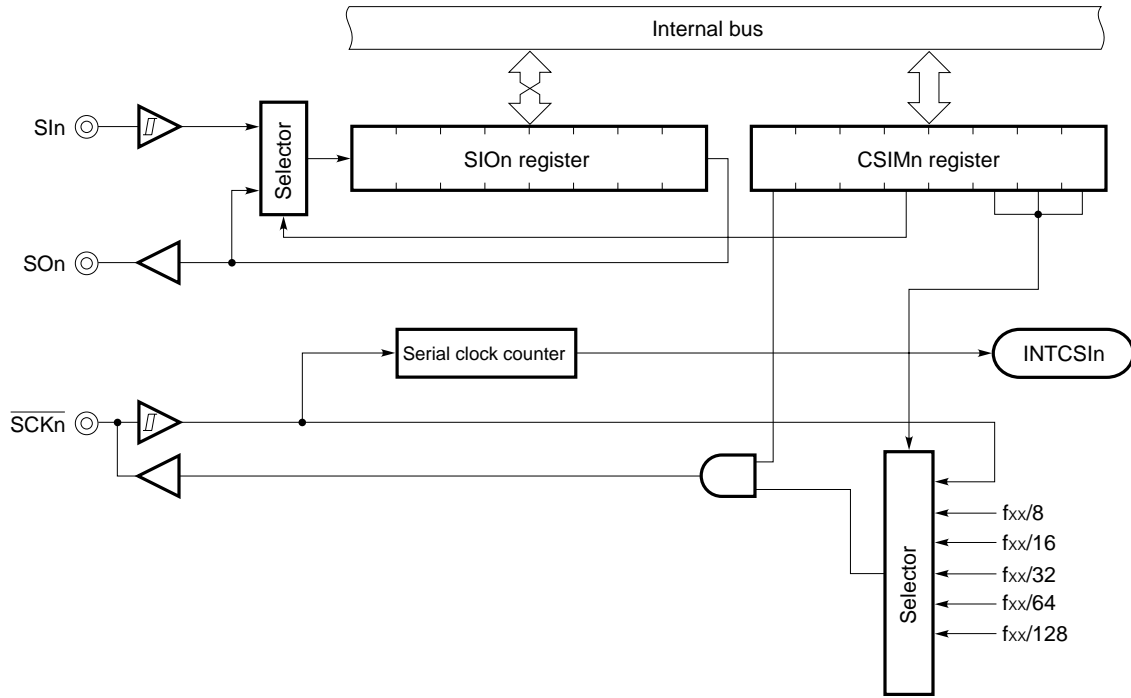 Internal bus
SIn
Selector
SIOn register
CSIMn register
SOn
Serial clock counter
INTCSIn
SCKn
Selector
fxx/8
fxx/16
fxx/32
fxx/64
fxx/128